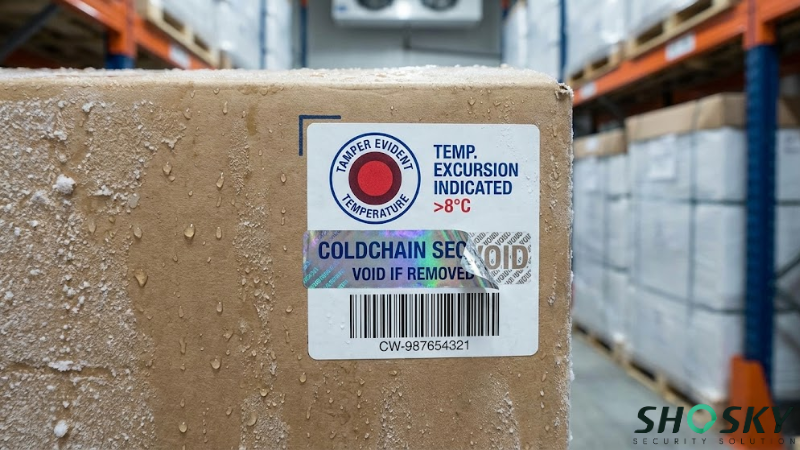 TAMPER EVIDENT
TEMPERATURE
TEMP.
EXCURSION
INDICATED
>8°C
COLDCHAIN SEC
VOID
VOID IF REMOVED
CW-987654321
SHOSKY
SECURITY SOLUTION